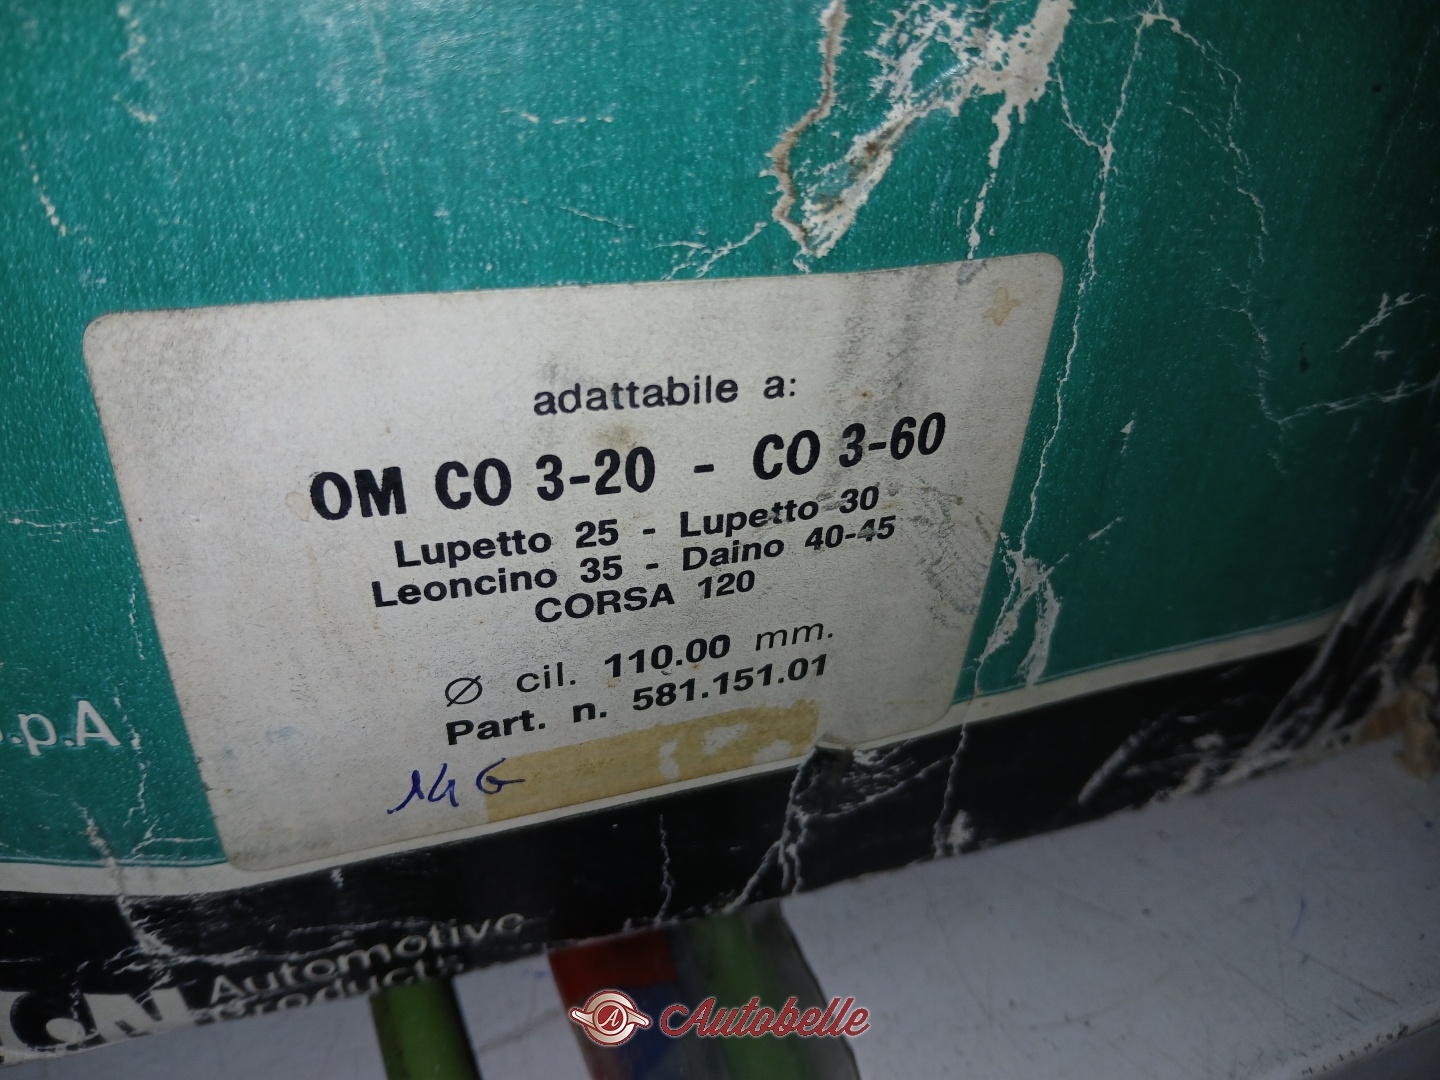 adattabile a:
OM CO 3-20 - CO 3-60
Lupetto 25 - Lupetto 30
Leoncino 35 - Daino 40-45
CORSA 120
Ø cil. 110.00 mm.
Part. n. 581.151.01
14 G
.p.A.
Automotive
Products
Autobelle